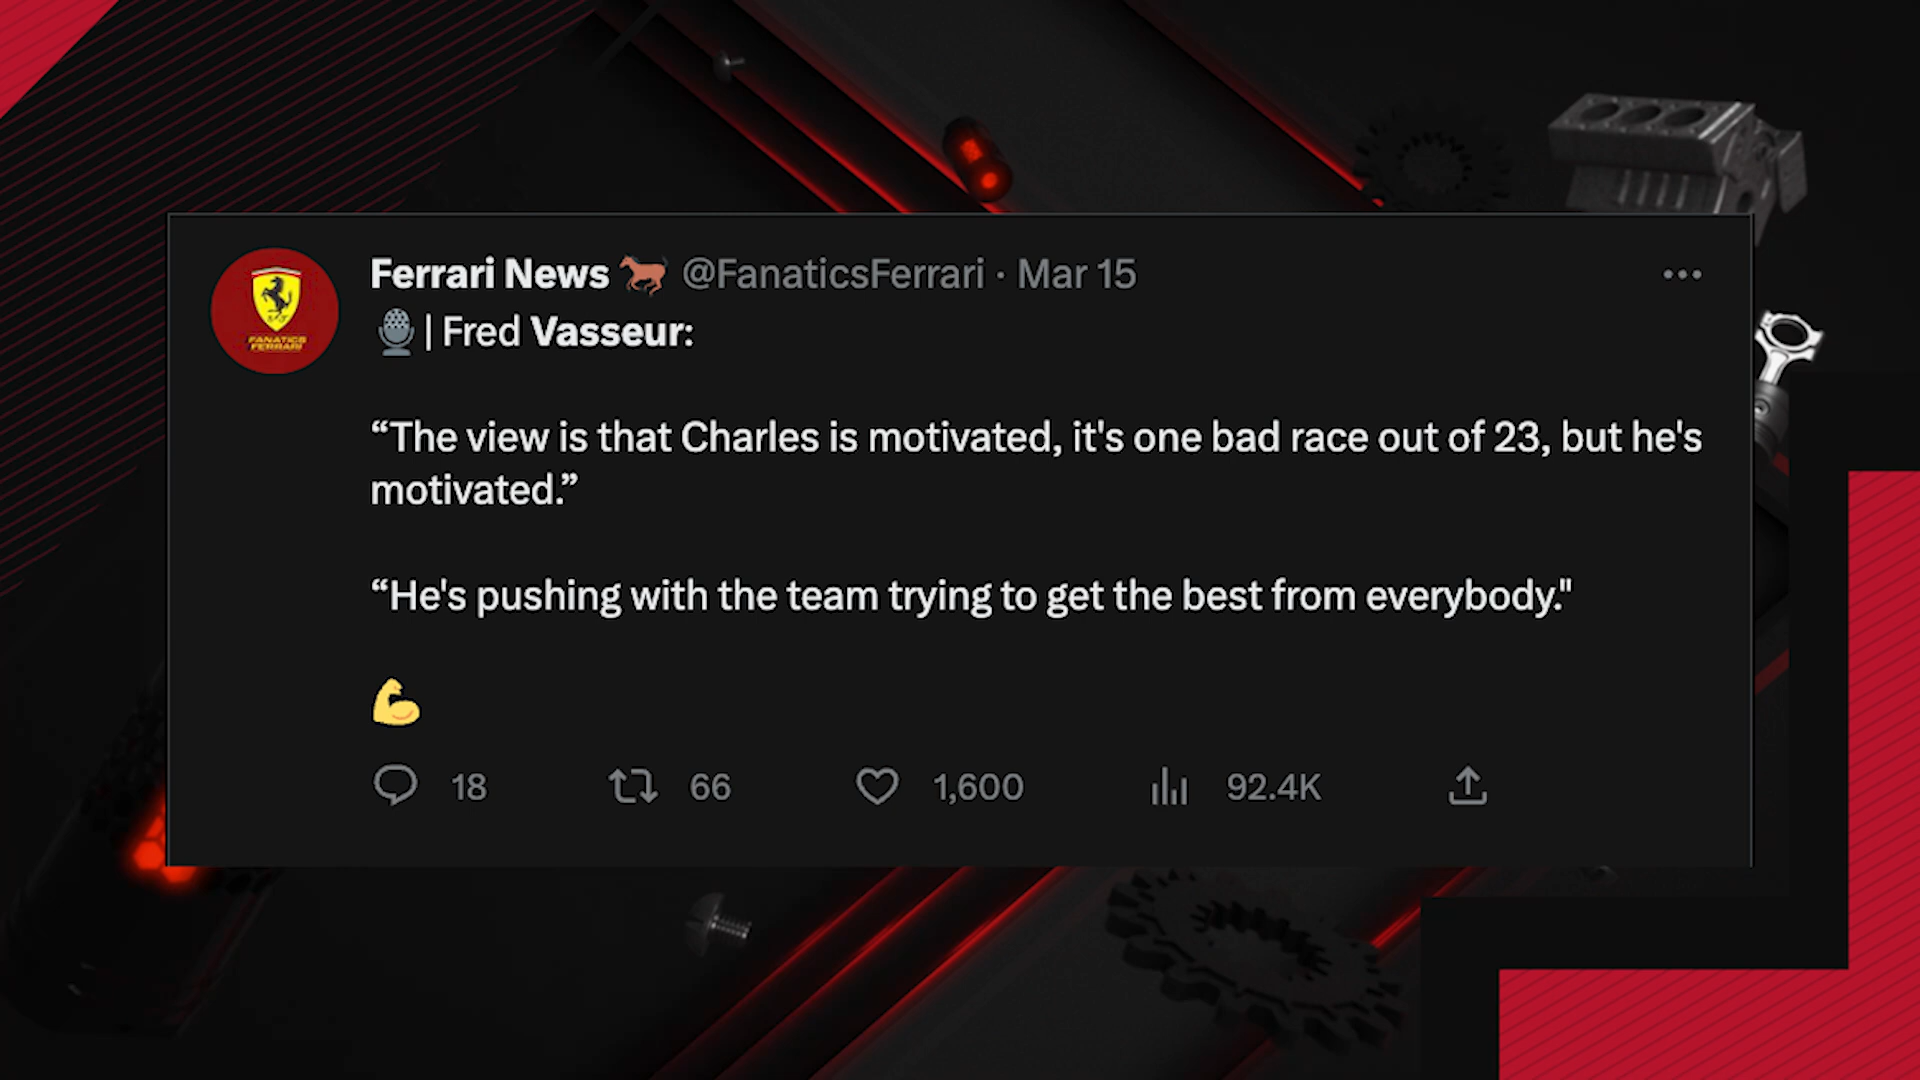 Ferrari News 🐎 @FanaticsFerrari · Mar 15
🎙️ | Fred Vasseur:
“The view is that Charles is motivated, it's one bad race out of 23, but he's
motivated.”
“He's pushing with the team trying to get the best from everybody."
💪
18 66 1,600 92.4K
FANATICS
FERRARI